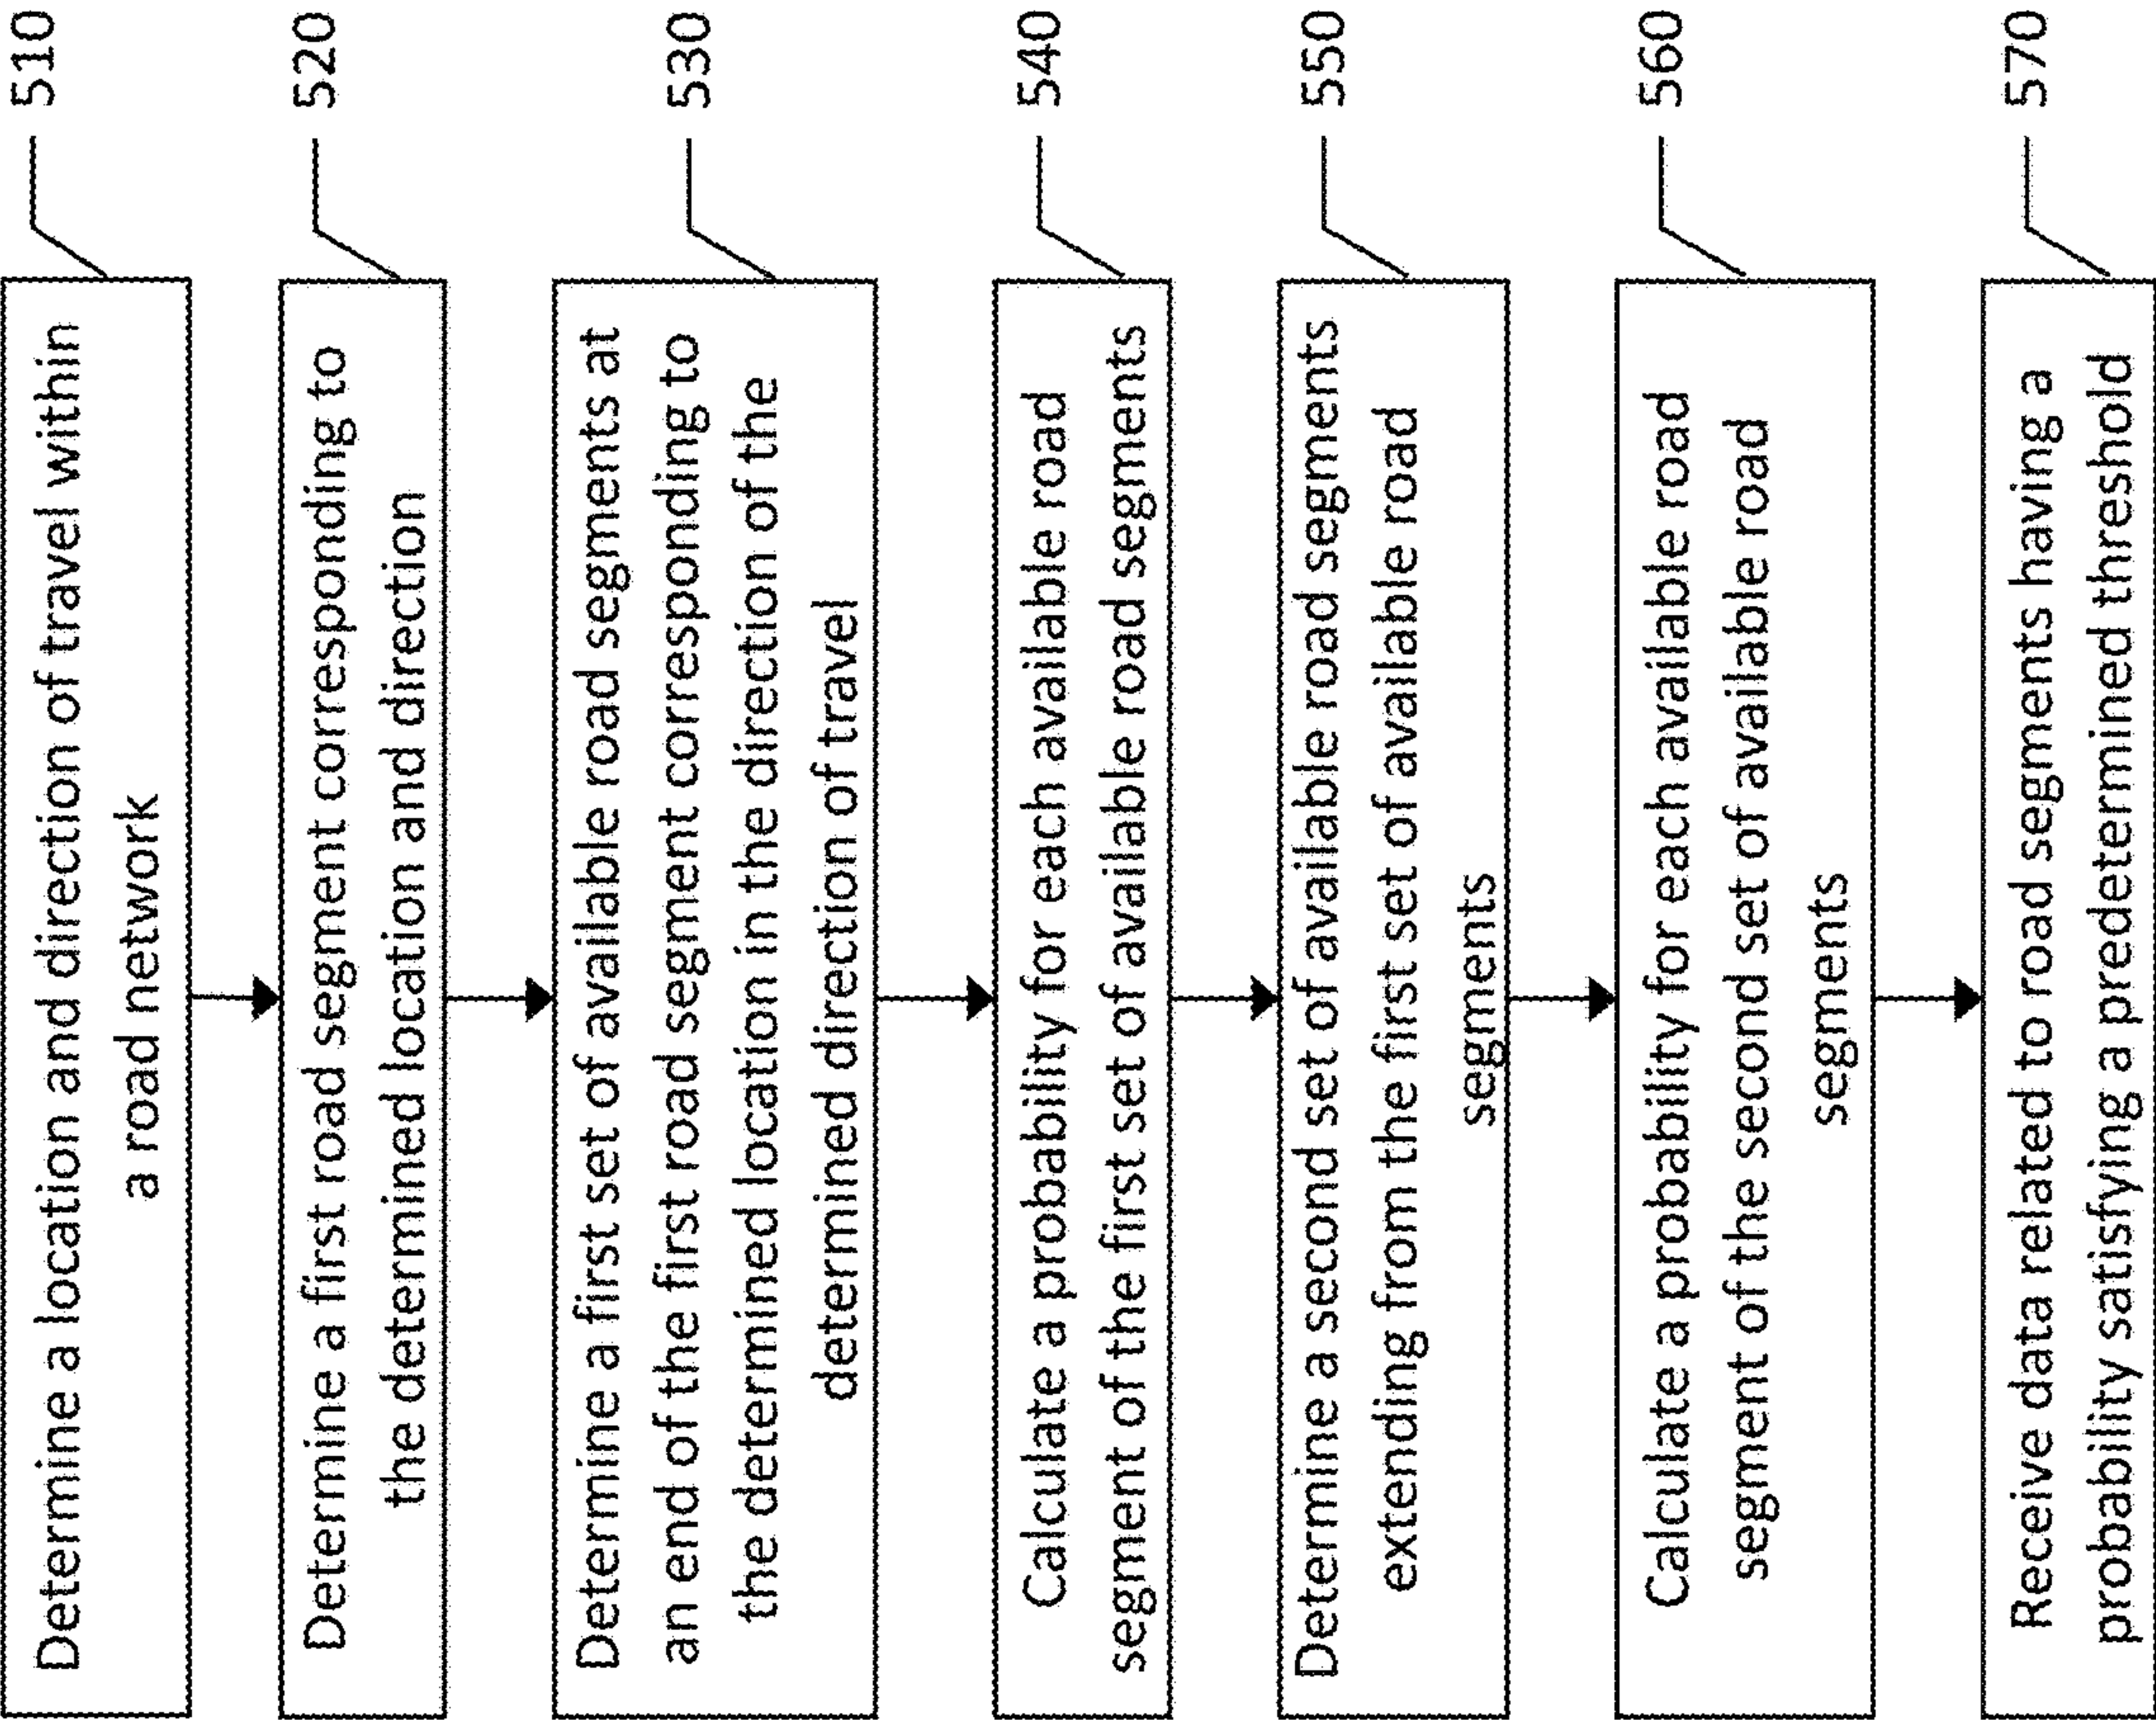 Determine a location and direction of travel within
a road network
510
Determine a first road segment corresponding to
the determined location and direction
520
Determine a first set of available road segments at
an end of the first road segment corresponding to
the determined location in the direction of the
determined direction of travel
530
Calculate a probability for each available road
segment of the first set of available road segments
540
Determine a second set of available road segments
extending from the first set of available road
segments
550
Calculate a probability for each available road
segment of the second set of available road
segments
560
Receive data related to road segments having a
probability satisfying a predetermined threshold
570